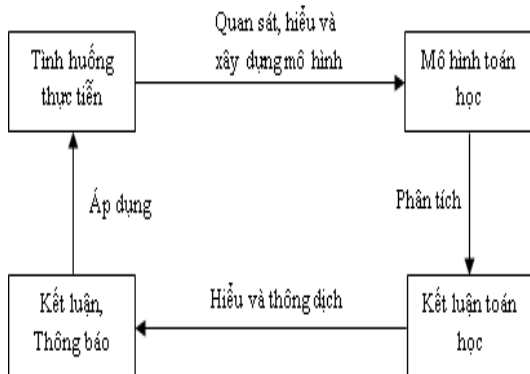 Quan sát, hiểu và
xây dựng mô hình
Tình huống
thực tiễn
Mô hình toán
học
Áp dụng
Phân tích
Kết luận,
Thông báo
Hiểu và thông dịch
Kết luận toán
học